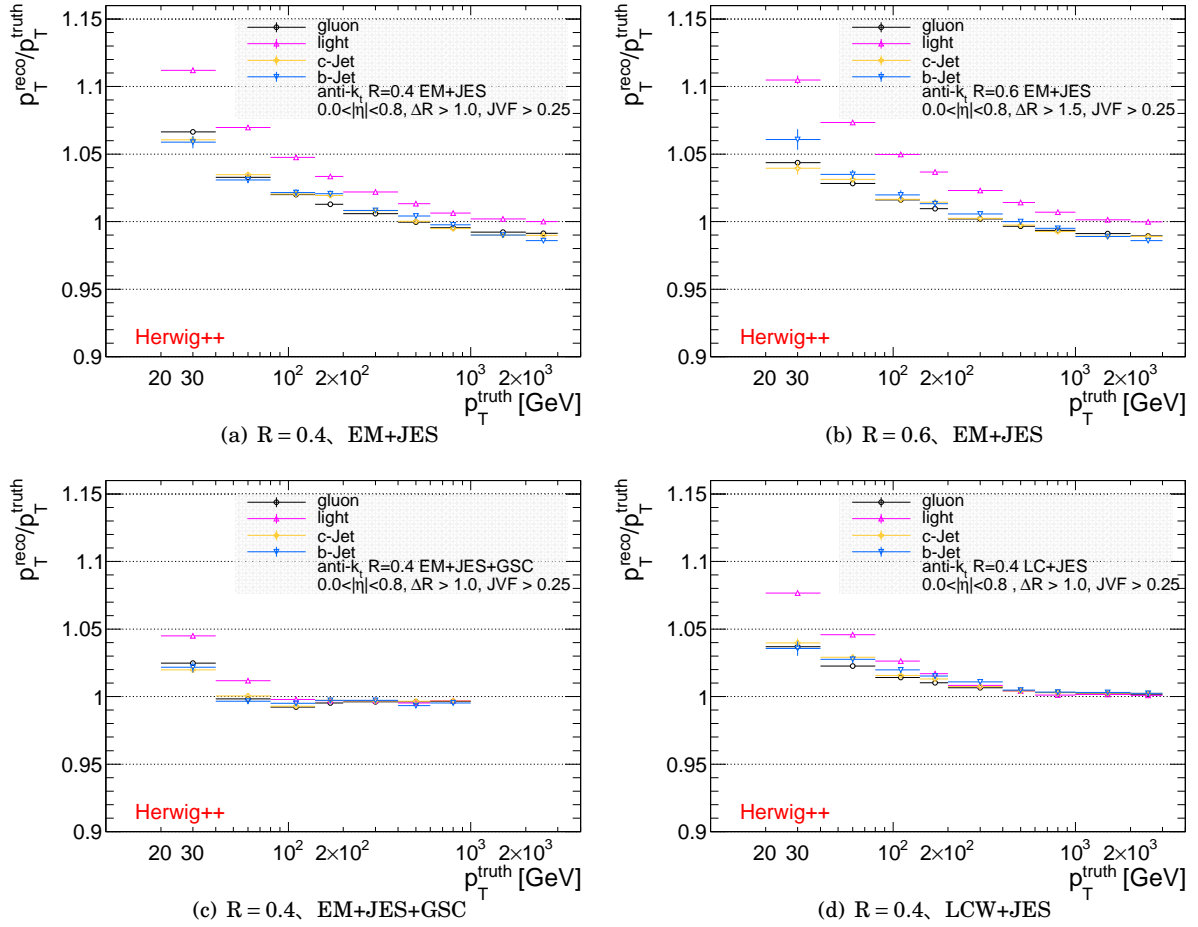 p_T^reco/p_T^truth
1.15
1.1
1.05
1
0.95
0.9
gluon
light
c-Jet
b-Jet
anti-k_t R=0.4 EM+JES
0.0<|η|<0.8, ΔR > 1.0, JVF > 0.25
Herwig++
20 30 10^2 2×10^2 10^3 2×10^3
p_T^truth [GeV]
(a) R = 0.4、EM+JES
p_T^reco/p_T^truth
1.15
1.1
1.05
1
0.95
0.9
gluon
light
c-Jet
b-Jet
anti-k_t R=0.6 EM+JES
0.0<|η|<0.8, ΔR > 1.5, JVF > 0.25
Herwig++
20 30 10^2 2×10^2 10^3 2×10^3
p_T^truth [GeV]
(b) R = 0.6、EM+JES
p_T^reco/p_T^truth
1.15
1.1
1.05
1
0.95
0.9
gluon
light
c-Jet
b-Jet
anti-k_t R=0.4 EM+JES+GSC
0.0<|η|<0.8, ΔR > 1.0, JVF > 0.25
Herwig++
20 30 10^2 2×10^2 10^3 2×10^3
p_T^truth [GeV]
(c) R = 0.4、EM+JES+GSC
p_T^reco/p_T^truth
1.15
1.1
1.05
1
0.95
0.9
gluon
light
c-Jet
b-Jet
anti-k_t R=0.4 LC+JES
0.0<|η|<0.8 , ΔR > 1.0, JVF > 0.25
Herwig++
20 30 10^2 2×10^2 10^3 2×10^3
p_T^truth [GeV]
(d) R = 0.4、LCW+JES